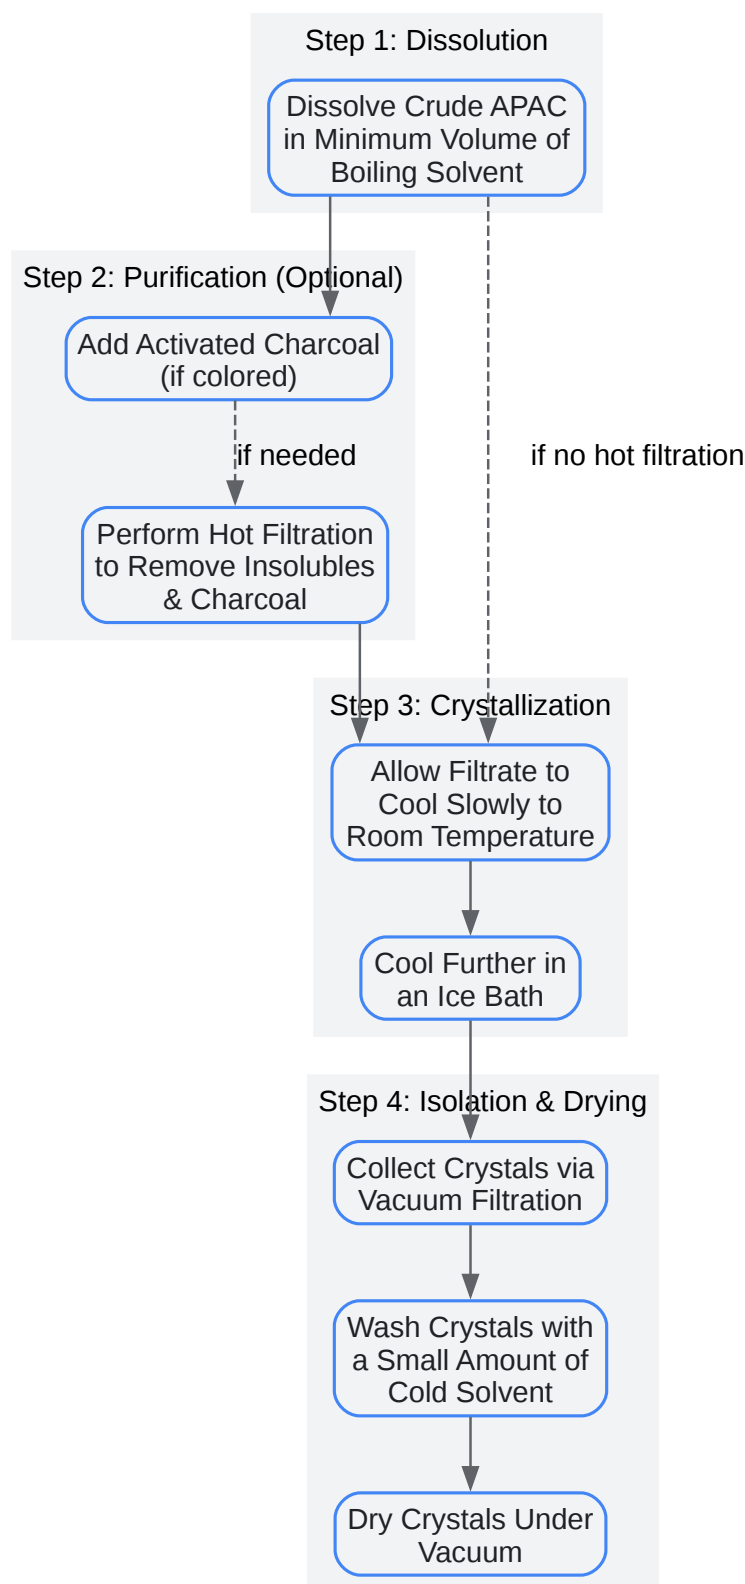 Step 1: Dissolution
Dissolve Crude APAC
in Minimum Volume of
Boiling Solvent
Step 2: Purification (Optional)
Add Activated Charcoal
(if colored)
if needed
if no hot filtration
Perform Hot Filtration
to Remove Insolubles
& Charcoal
Step 3: Crystallization
Allow Filtrate to
Cool Slowly to
Room Temperature
Cool Further in
an Ice Bath
Step 4: Isolation & Drying
Collect Crystals via
Vacuum Filtration
Wash Crystals with
a Small Amount of
Cold Solvent
Dry Crystals Under
Vacuum